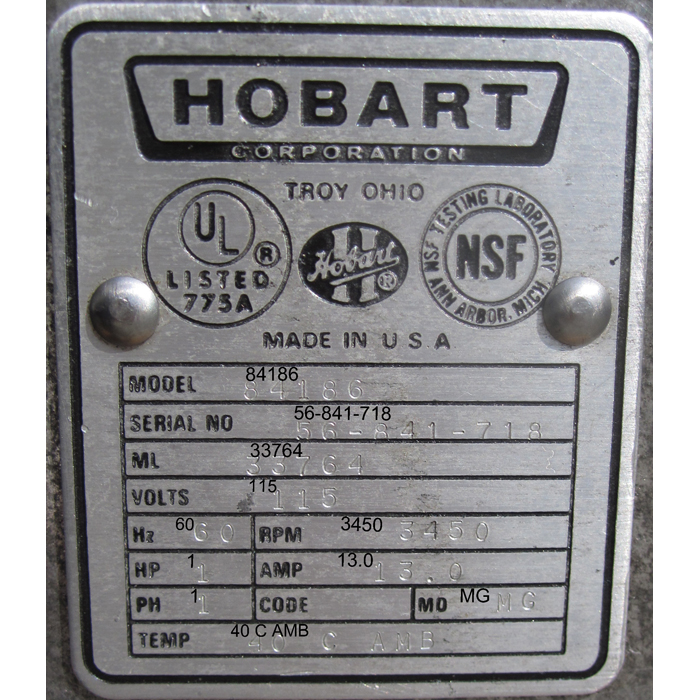 HOBART
CORPORATION
TROY OHIO
UL
®
LISTED
775A
H
Hobart
®
NSF TESTING LABORATORY
NSF
ANN ARBOR, MICH.
MADE IN U S A
MODEL 84186 84186
SERIAL NO 56-841-718 56-841-718
ML 33764 33764
VOLTS 115 115
Hz 60 60 RPM 3450 3450
HP 1 1 AMP 13.0 13.0
PH 1 1 CODE MO MG MG
TEMP 40 C AMB 40 C AMB